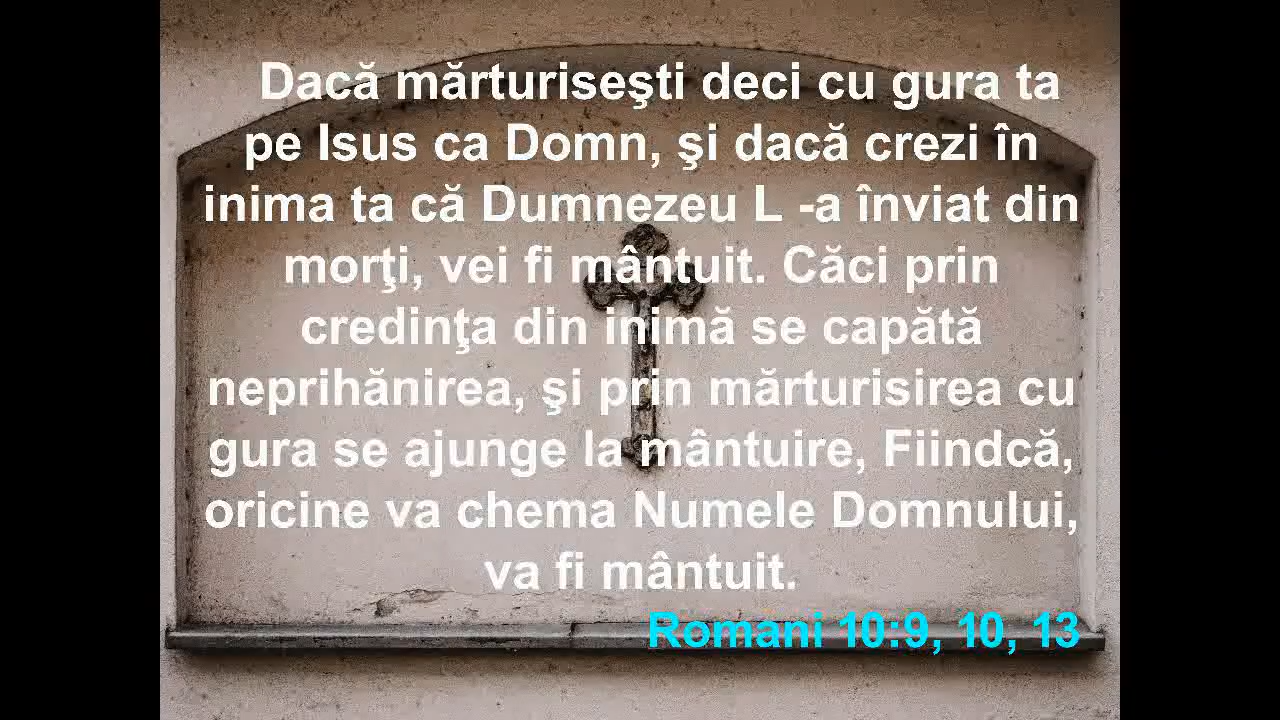 Dacă mărturiseşti deci cu gura ta
pe Isus ca Domn, şi dacă crezi în
inima ta că Dumnezeu L -a înviat din
morţi, vei fi mântuit. Căci prin
credinţa din inimă se capătă
neprihănirea, şi prin mărturisirea cu
gura se ajunge la mântuire, Fiindcă,
oricine va chema Numele Domnului,
va fi mântuit.
Romani 10:9, 10, 13